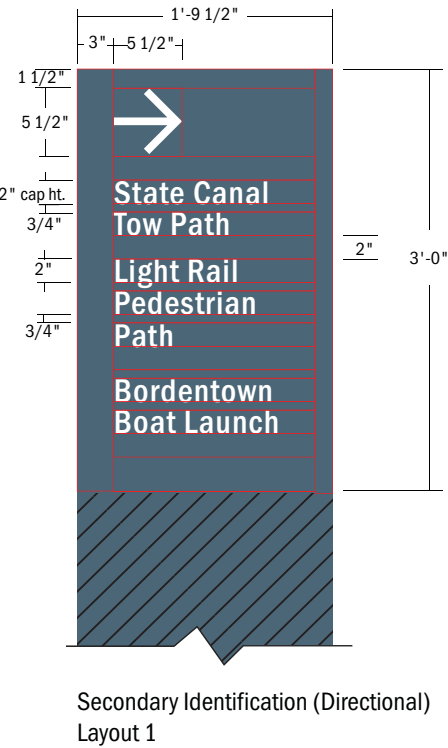 1'-9 1/2"
3" 5 1/2"
1 1/2"
5 1/2"
2" cap ht.
3/4"
2"
3/4"
State Canal
Tow Path
Light Rail
Pedestrian
Path
Bordentown
Boat Launch
2"
3'-0"
Secondary Identification (Directional)
Layout 1